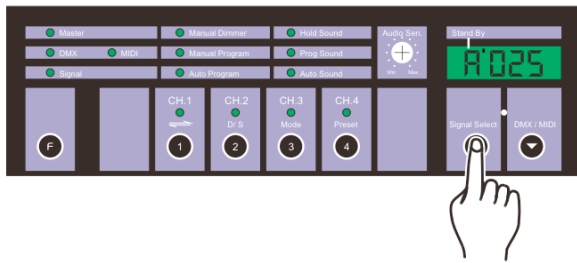 Master
Manual Dimmer
Hold Sound
Audio Sen.
Stand By
DMX
MIDI
Manual Program
Prog Sound
Signal
Auto Program
Auto Sound
Min
Max
A'025
CH.1
CH.2
CH.3
CH.4
D/ S
Mode
Preset
Signal Select
DMX / MIDI
F
1
2
3
4